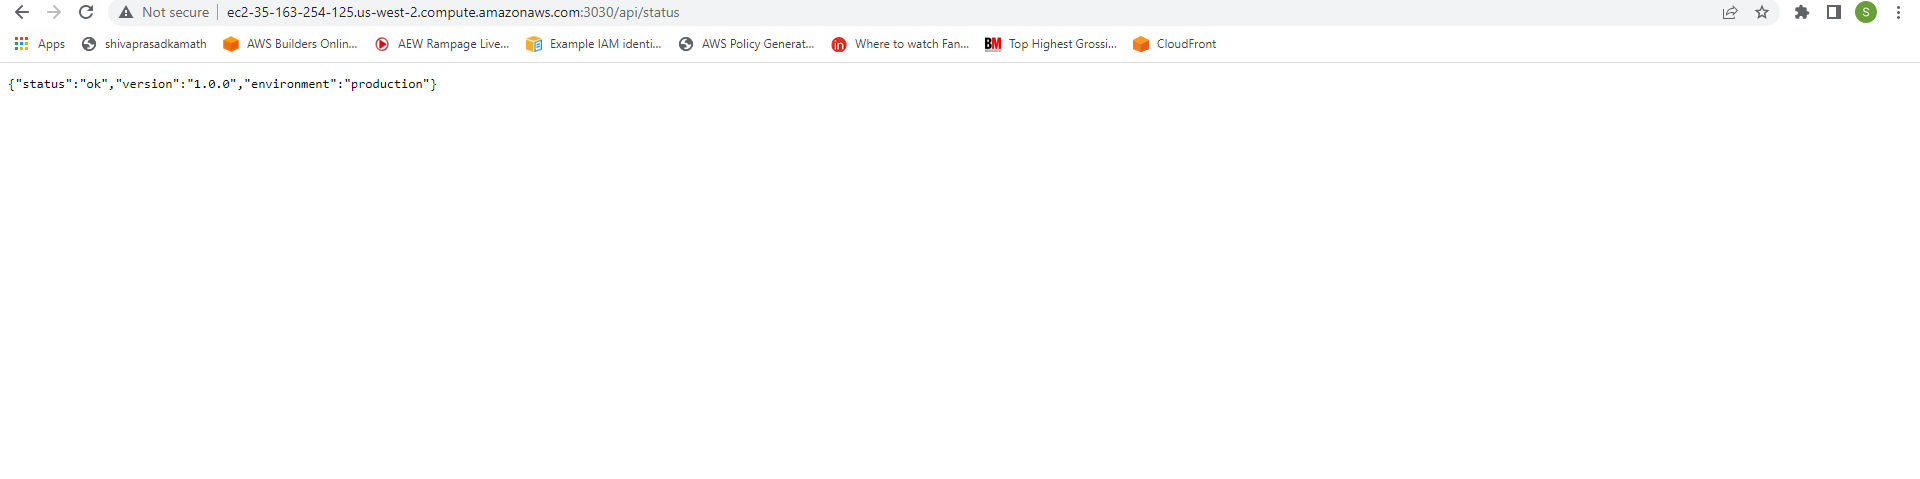 Not secure ec2-35-163-254-125.us-west-2.compute.amazonaws.com:3030/api/status S
Apps shivaprasadkamath AWS Builders Onlin... AEW Rampage Live... Example IAM identi... AWS Policy Generat... in Where to watch Fan... BM Top Highest Grossi... CloudFront
{"status":"ok","version":"1.0.0","environment":"production"}